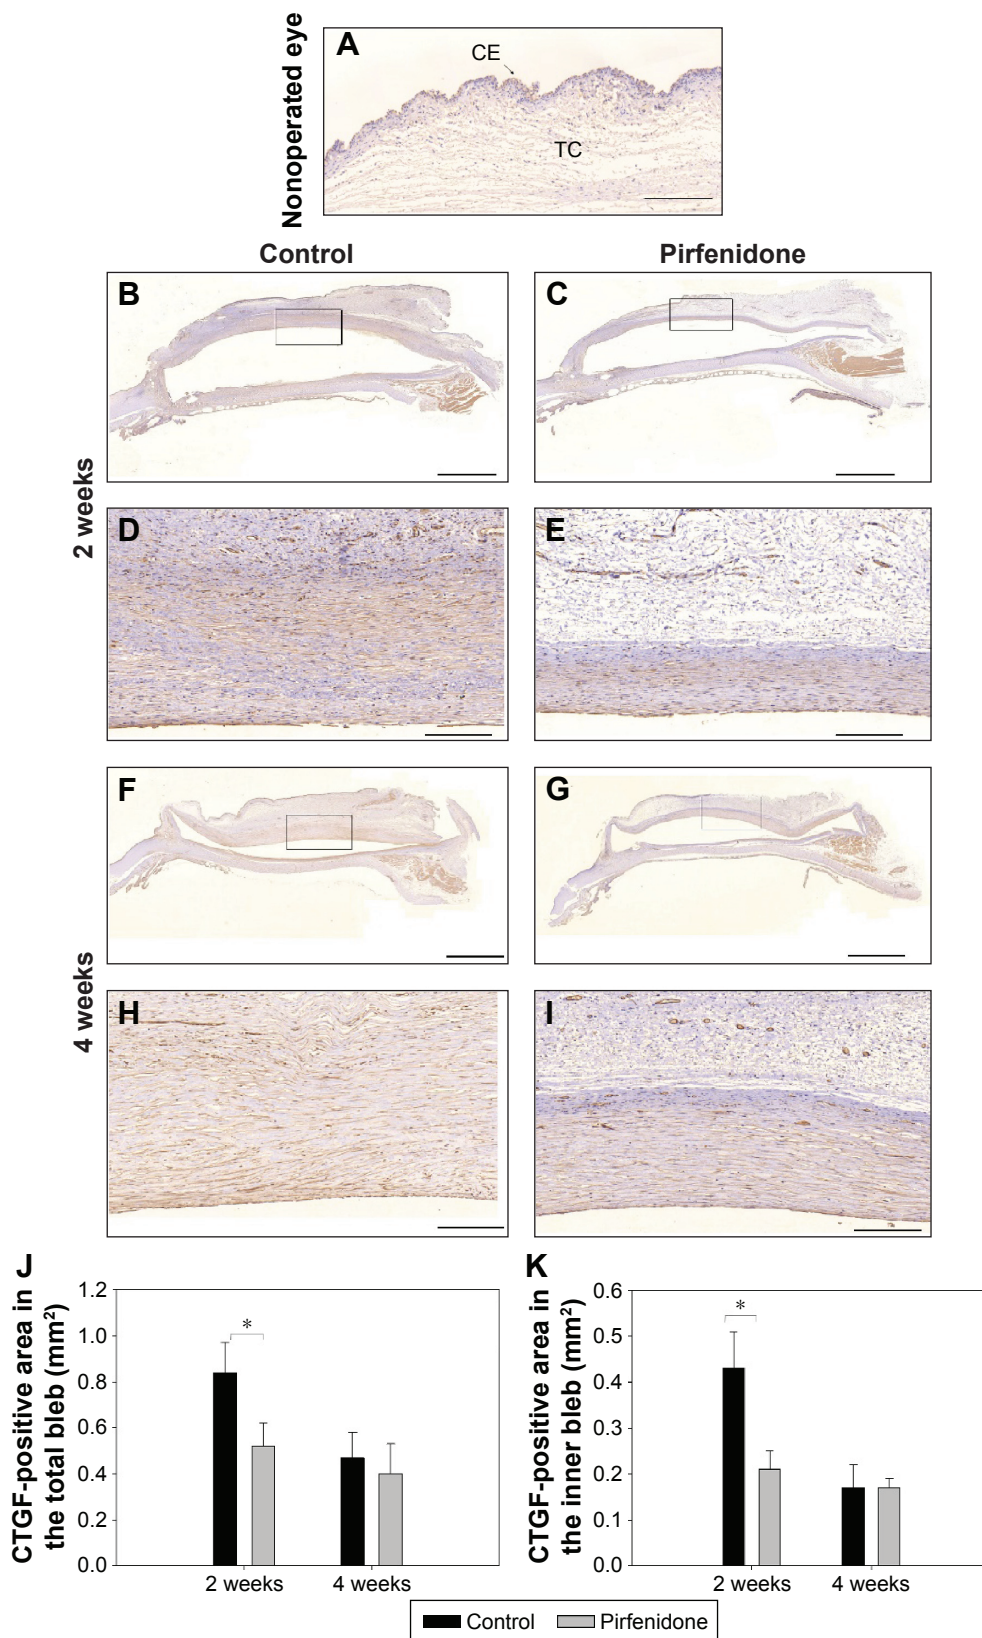 Nonoperated eye
A
CE
TC
Control
Pirfenidone
2 weeks
B
C
D
E
4 weeks
F
G
H
I
J
CTGF-positive area in
the total bleb (mm²)
1.2
1.0
0.8
0.6
0.4
0.2
0.0
*
2 weeks
4 weeks
K
CTGF-positive area in
the inner bleb (mm²)
0.6
0.5
0.4
0.3
0.2
0.1
0.0
*
2 weeks
4 weeks
Control
Pirfenidone